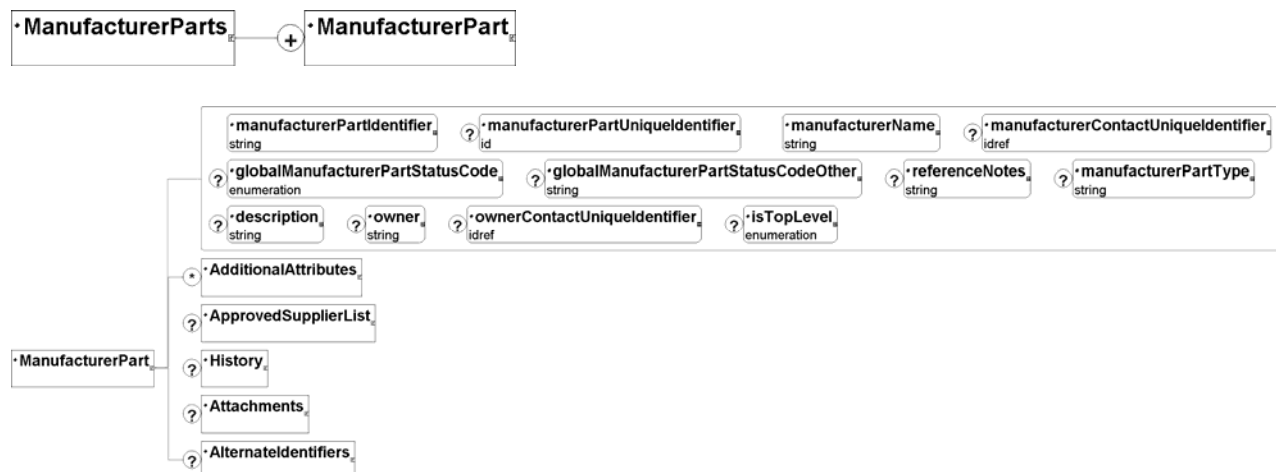 ManufacturerParts + ManufacturerPart
manufacturerPartIdentifier ? manufacturerPartUniqueIdentifier manufacturerName ? manufacturerContactUniqueIdentifier
string id string idref
? globalManufacturerPartStatusCode ? globalManufacturerPartStatusCodeOther ? referenceNotes ? manufacturerPartType
enumeration string string string
? description ? owner ? ownerContactUniqueIdentifier ? isTopLevel
string string idref enumeration
* AdditionalAttributes
? ApprovedSupplierList
ManufacturerPart ? History
? Attachments
? AlternateIdentifiers